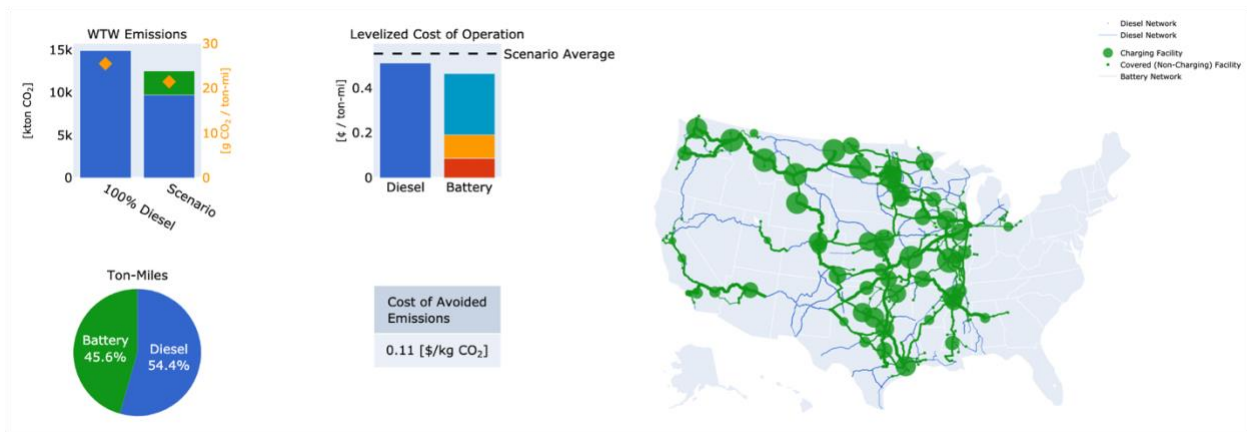 WTW Emissions
15k
10k
5k
0
[kton CO₂]
30
20
10
0
[g CO₂ / ton-mi]
100% Diesel
Scenario
Levelized Cost of Operation
Scenario Average
0.4
0.2
0
[¢ / ton-mi]
Diesel
Battery
Diesel Network
Diesel Network
Charging Facility
Covered (Non-Charging) Facility
Battery Network
Ton-Miles
Battery
45.6%
Diesel
54.4%
Cost of Avoided
Emissions
0.11 [$/kg CO₂]